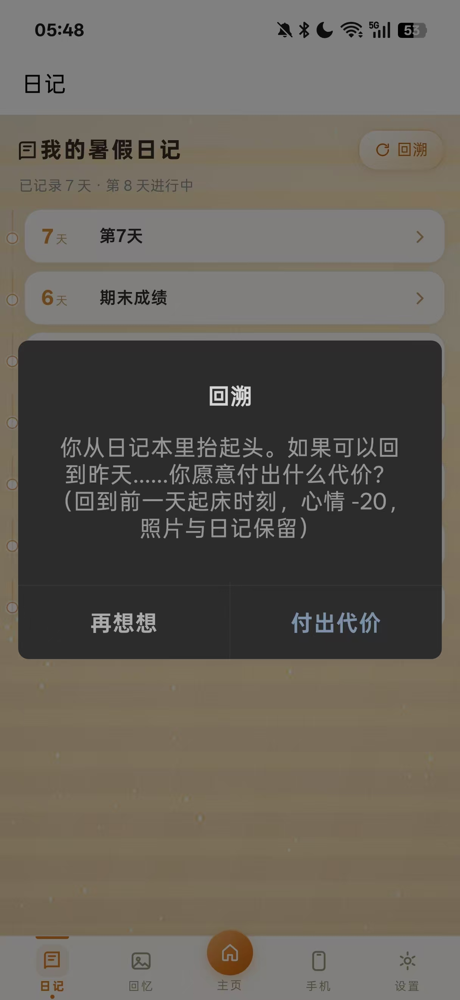 05:48
5G
53
日记
我的暑假日记
回溯
已记录 7 天 · 第 8 天进行中
7天 第7天
6天 期末成绩
回溯
你从日记本里抬起头。如果可以回
到昨天……你愿意付出什么代价?
(回到前一天起床时刻，心情 -20，
照片与日记保留)
再想想 付出代价
日记 回忆 主页 手机 设置